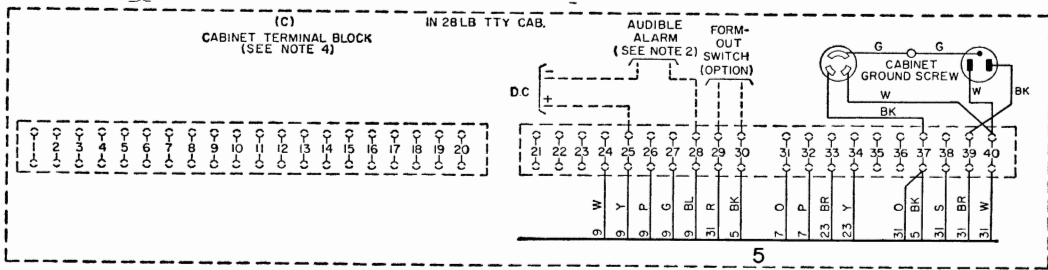 (C)
CABINET TERMINAL BLOCK
(SEE NOTE 4)
IN 28 LB TTY CAB.
AUDIBLE
ALARM
(SEE NOTE 2)
FORM-
OUT
SWITCH
(OPTION)
D.C
-
+
G G
CABINET
GROUND SCREW
W
W
BK
BK
1 2 3 4 5 6 7 8 9 10 11 12 13 14 15 16 17 18 19 20
21 22 23 24 25 26 27 28 29 30 31 32 33 34 35 36 37 38 39 40
W Y P G BL R BK O P BR Y O BK S BR W
9 9 9 9 9 31 5 7 7 23 23 31 5 31 31 31
5